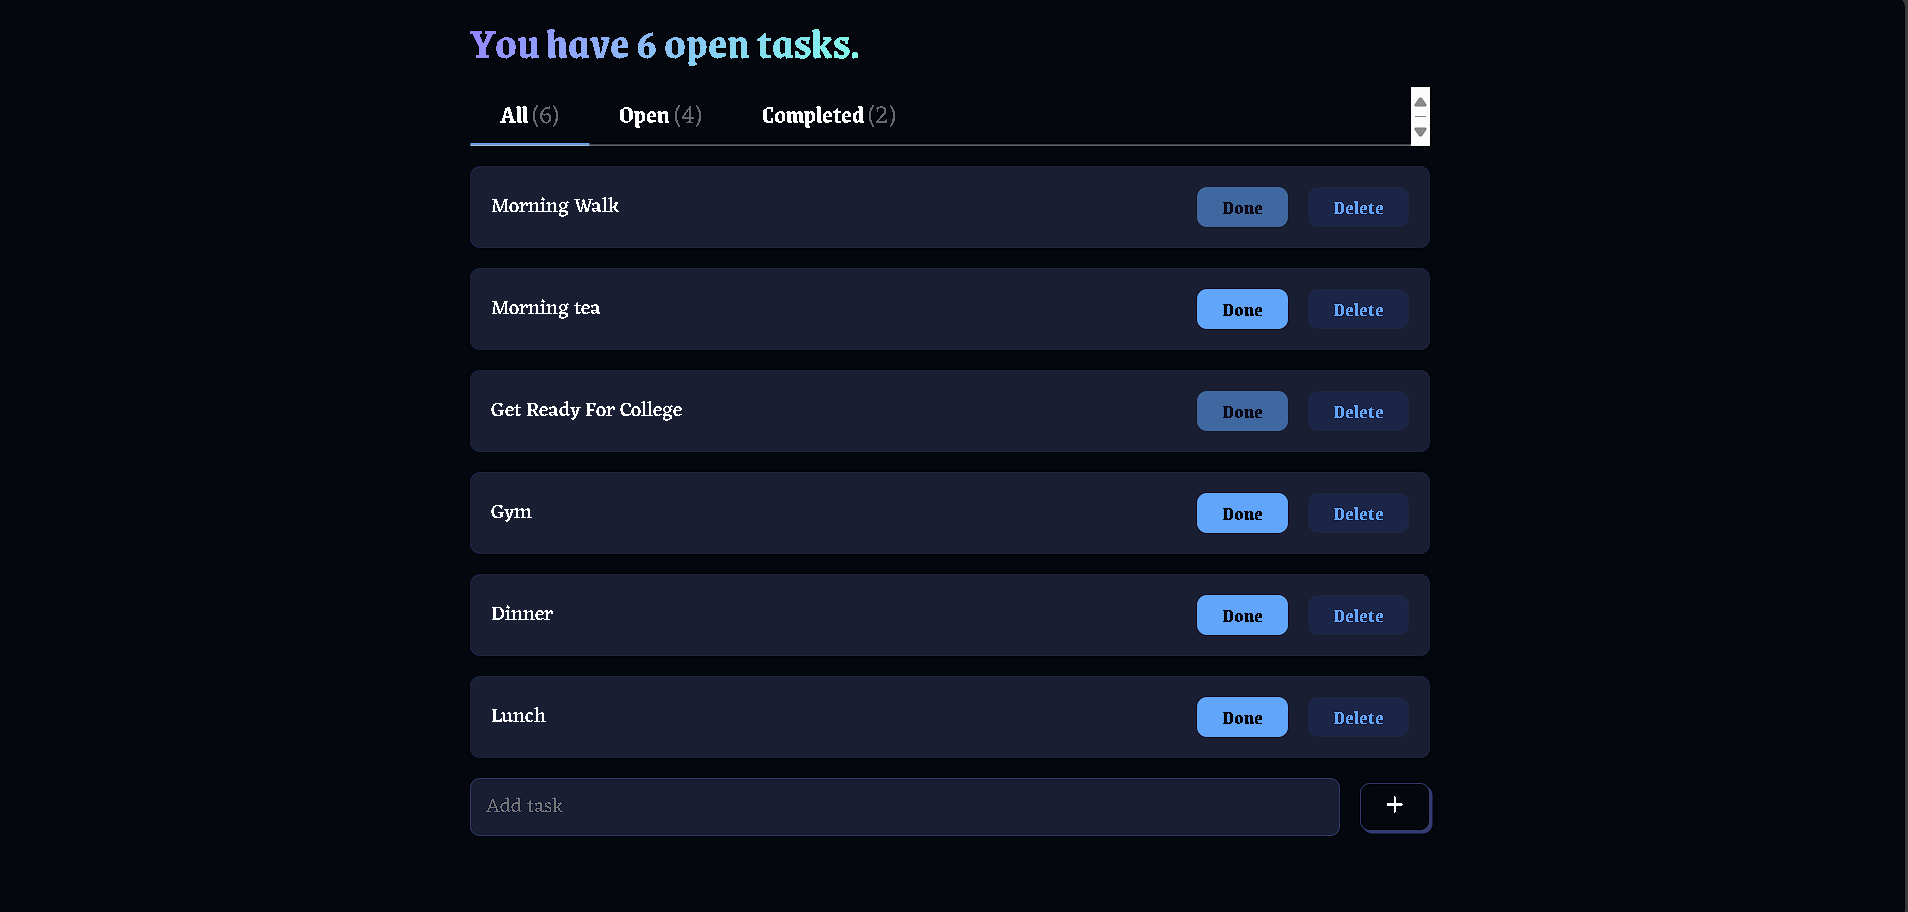 You have 6 open tasks.
All (6) Open (4) Completed (2)
Morning Walk Done Delete
Morning tea Done Delete
Get Ready For College Done Delete
Gym Done Delete
Dinner Done Delete
Lunch Done Delete
Add task +